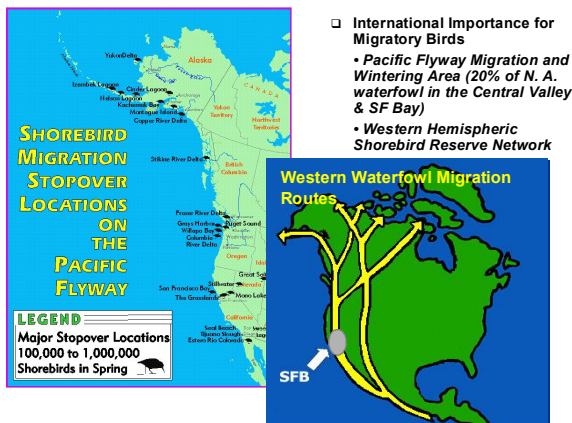 International Importance for
Migratory Birds
• Pacific Flyway Migration and
Wintering Area (20% of N. A.
waterfowl in the Central Valley
& SF Bay)
• Western Hemispheric
Shorebird Reserve Network
SHOREBIRD
MIGRATION
STOPOVER
LOCATIONS
ON
THE
PACIFIC
FLYWAY
Alaska
Yukon Delta
Izembek Lagoon
Cinder Lagoon
Nelson Lagoon
Kachemak Bay
Montague Island
Copper River Delta
CANADA
Yukon
Territory
Northwest
Territories
Stikine River Delta
British
Columbia
Fraser River Delta
Grays Harbor
Puget Sound
Willapa Bay
Washington
Columbia
River Delta
Oregon
Idaho
Great Sal
Stillwater
Nevada
San Francisco Bay
Mono Lake
The Grasslands
California
Seal Beach
Tijuana Slough
Estero Rio Colorado
LEGEND
Major Stopover Locations
100,000 to 1,000,000
Shorebirds in Spring
Western Waterfowl Migration
Routes
SFB